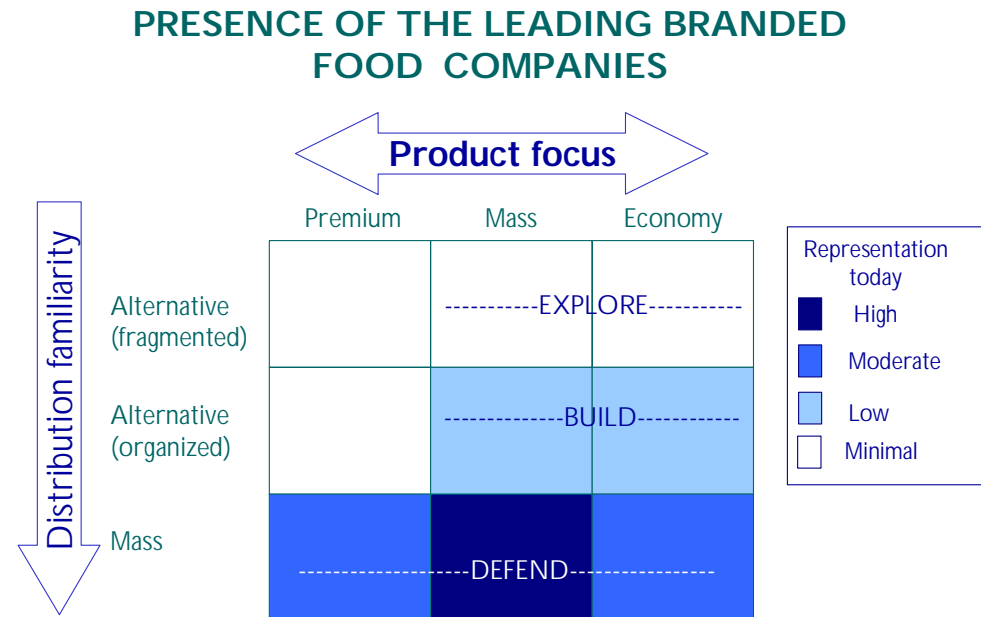 PRESENCE OF THE LEADING BRANDED
FOOD COMPANIES
Product focus
Distribution familiarity
Premium Mass Economy
Alternative
(fragmented)
-----------EXPLORE-----------
Alternative
(organized)
--------------BUILD------------
Mass
--------------------DEFEND-----------------
Representation
today
High
Moderate
Low
Minimal